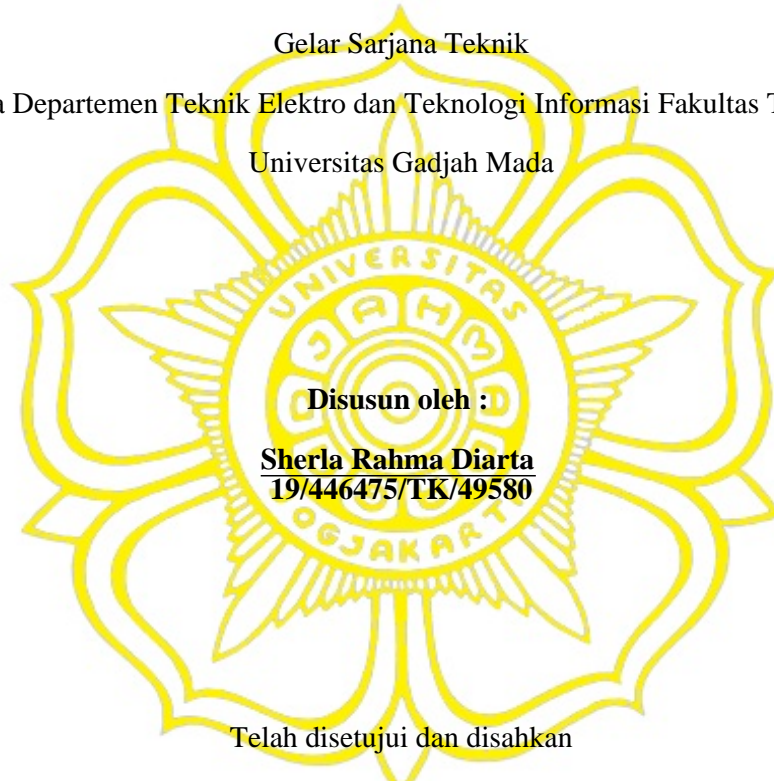 Gelar Sarjana Teknik
Departemen Teknik Elektro dan Teknologi Informasi Fakultas
Universitas Gadjah Mada
UNIVERSITAS
Disusun oleh :
Sherla Rahma Diarta
19/446475/TK/49580
OGJAKART
Telah disetujui dan disahkan